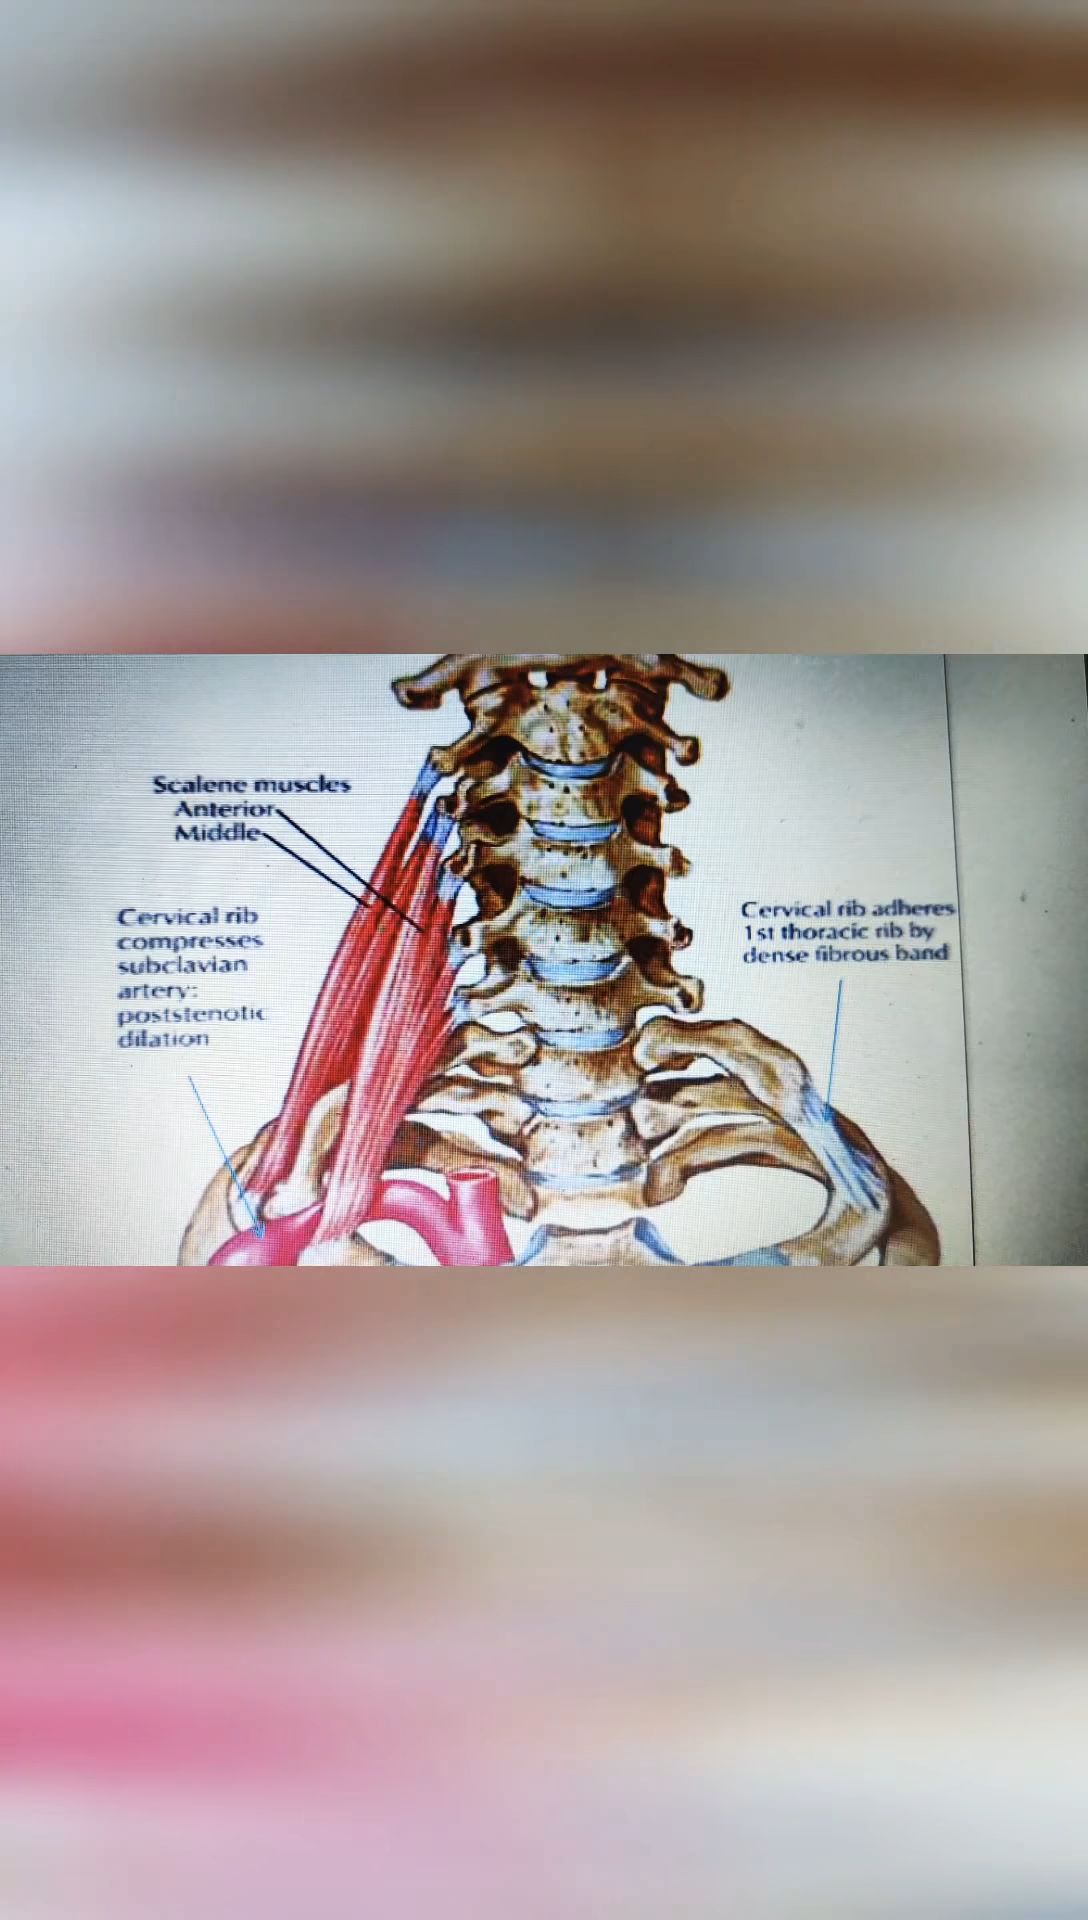 Scalene muscles
Anterior
Middle
Cervical rib
compresses
subclavian
artery:
poststenotic
dilation
Cervical rib adheres
1st thoracic rib by
dense fibrous band